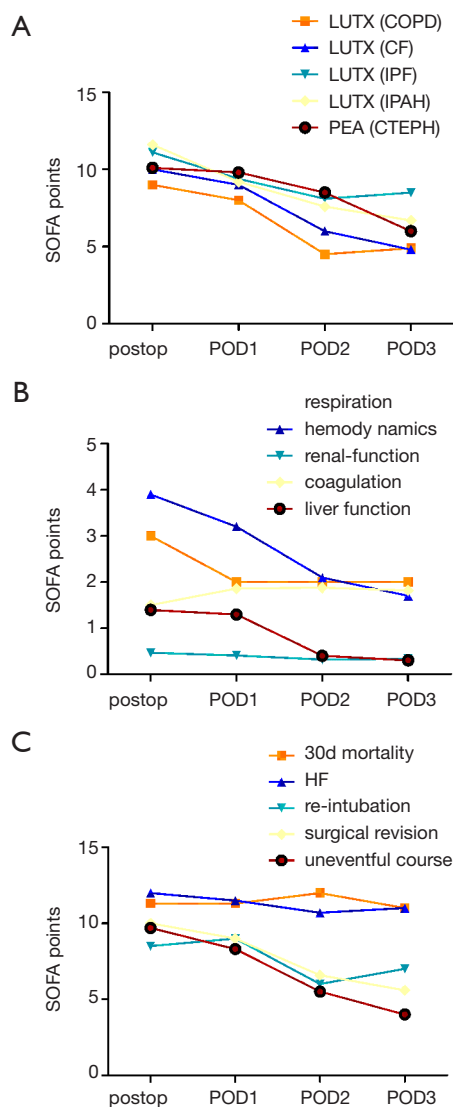 A
LUTX (COPD)
LUTX (CF)
LUTX (IPF)
LUTX (IPAH)
PEA (CTEPH)
15
10
5
0
SOFA points
postop POD1 POD2 POD3
B
respiration
hemody namics
renal-function
coagulation
liver function
5
4
3
2
1
0
SOFA points
postop POD1 POD2 POD3
C
30d mortality
HF
re-intubation
surgical revision
uneventful course
15
10
5
0
SOFA points
postop POD1 POD2 POD3